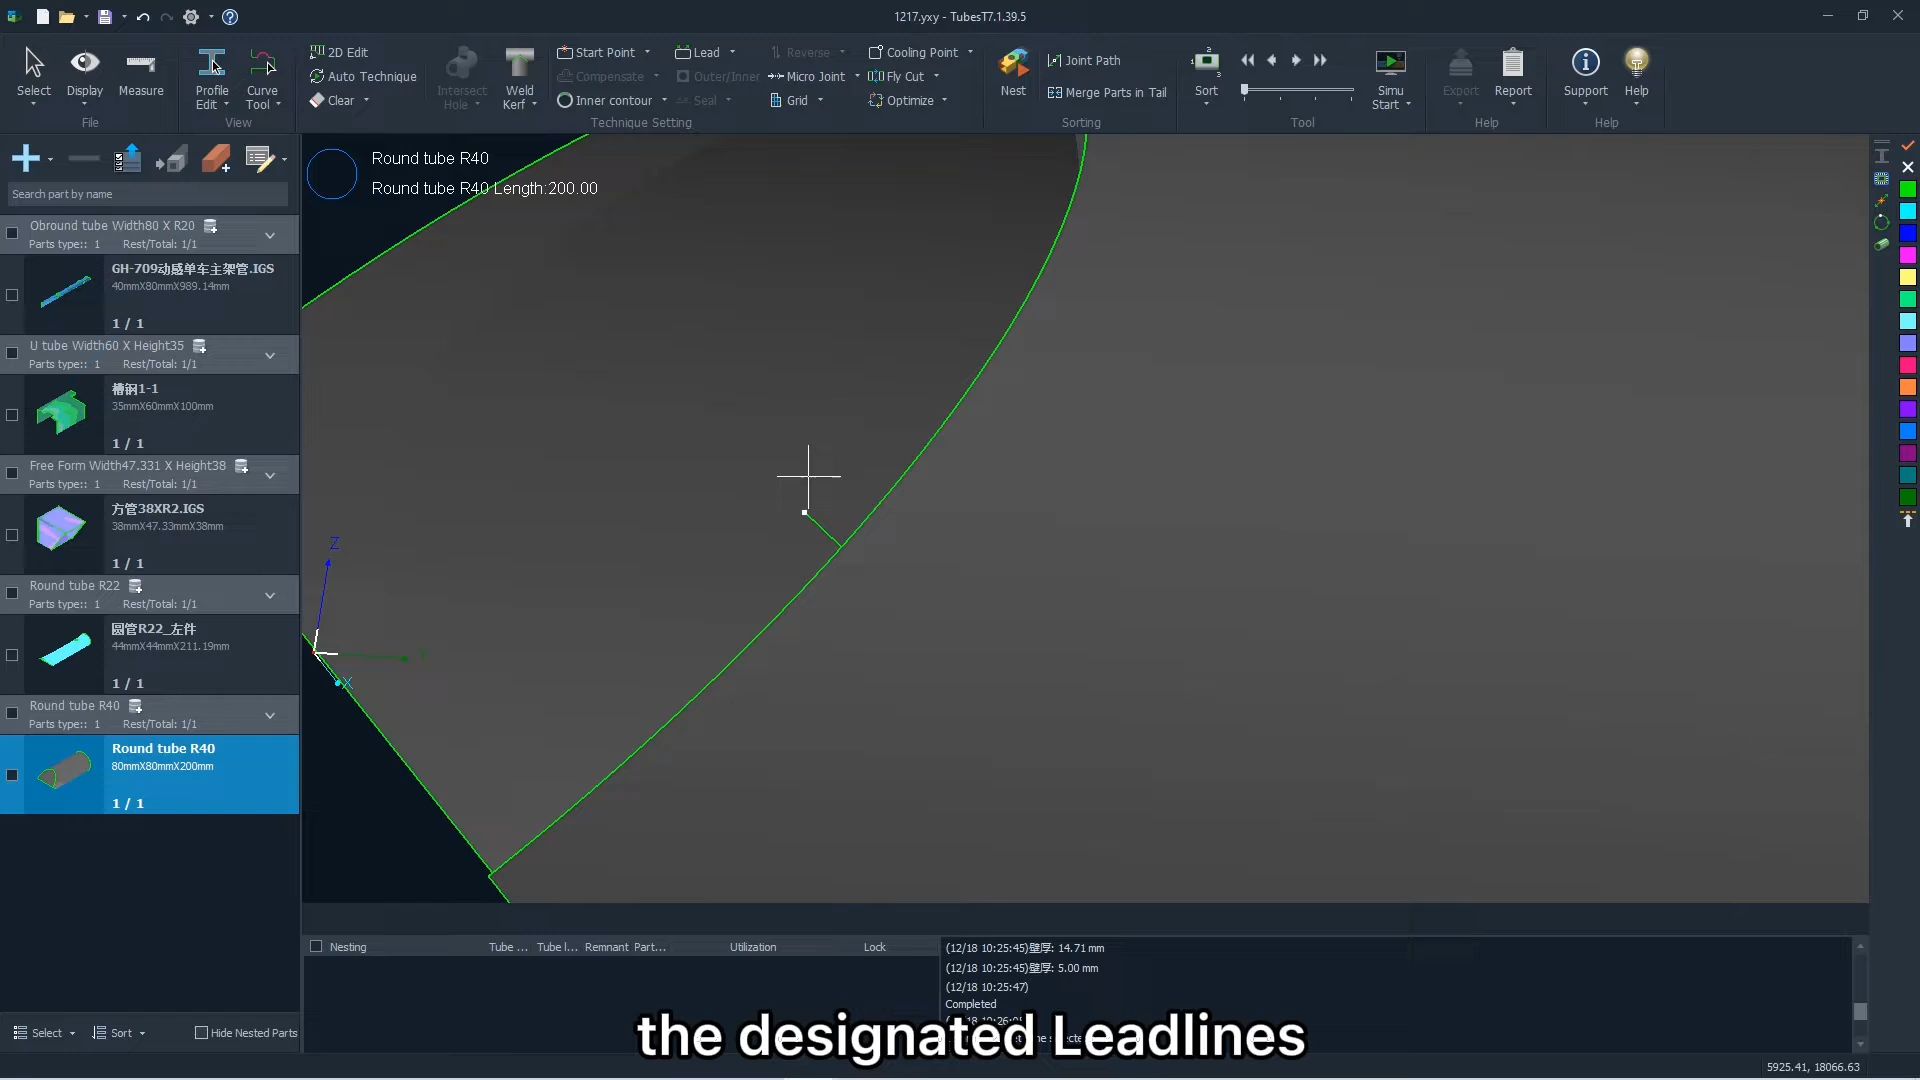 1217.yxy - TubesT7.1.39.5
Select
Display
Measure
File
Profile Edit
Curve Tool
View
2D Edit
Auto Technique
Clear
Intersect Hole
Weld Kerf
Start Point
Compensate
Inner contour
Lead
Outer/Inner
Seal
Reverse
Micro Joint
Grid
Cooling Point
Fly Cut
Optimize
Technique Setting
Nest
Joint Path
Merge Parts in Tail
Sorting
Sort
Simu Start
Tool
Export
Report
Help
Support
Help
Help
Search part by name
Obround tube Width80 X R20
Parts type: : 1 Rest/Total: 1/1
GH-709动感单车主架管.IGS
40mmX80mmX989.14mm
1 / 1
U tube Width60 X Height35
Parts type: : 1 Rest/Total: 1/1
槽钢1-1
35mmX60mmX100mm
1 / 1
Free Form Width47.331 X Height38
Parts type: : 1 Rest/Total: 1/1
方管38XR2.IGS
38mmX47.33mmX38mm
1 / 1
Round tube R22
Parts type: : 1 Rest/Total: 1/1
圆管R22_左件
44mmX44mmX211.19mm
1 / 1
Round tube R40
Parts type: : 1 Rest/Total: 1/1
Round tube R40
80mmX80mmX200mm
1 / 1
Select
Sort
Hide Nested Parts
Round tube R40
Round tube R40 Length:200.00
Z
Y
X
Nesting Tube ... Tube l... Remnant Part... Utilization Lock
(12/18 10:25:45)壁厚: 14.71 mm
(12/18 10:25:45)壁厚: 5.00 mm
(12/18 10:25:47)
Completed
the designated Leadlines
5925.41, 18066.63